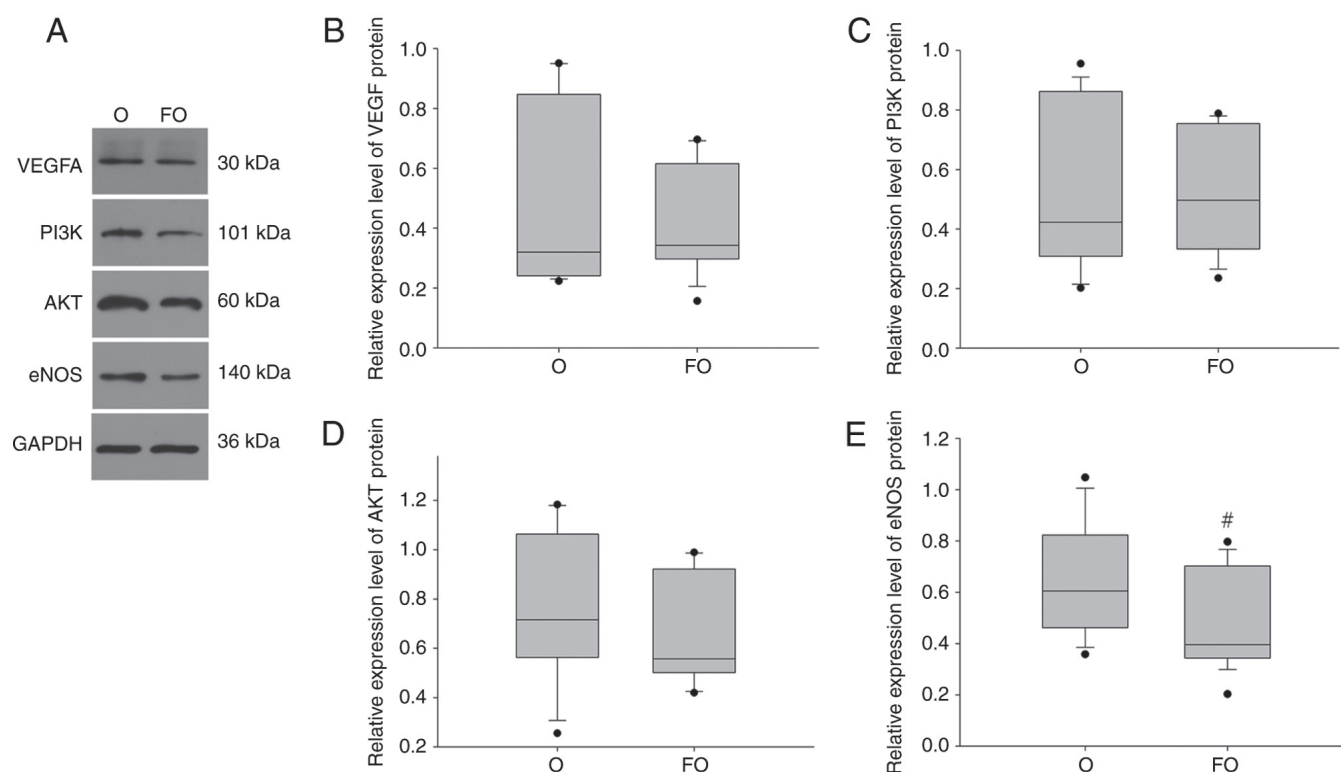 A
O FO
VEGFA 30 kDa
PI3K 101 kDa
AKT 60 kDa
eNOS 140 kDa
GAPDH 36 kDa
B
Relative expression level of VEGF protein
1.0
0.8
0.6
0.4
0.2
0.0
O FO
C
Relative expression level of PI3K protein
1.0
0.8
0.6
0.4
0.2
0.0
O FO
D
Relative expression level of AKT protein
1.2
1.0
0.8
0.6
0.4
0.2
O FO
E
Relative expression level of eNOS protein
1.2
1.0
0.8
0.6
0.4
0.2
0.0
#
O FO